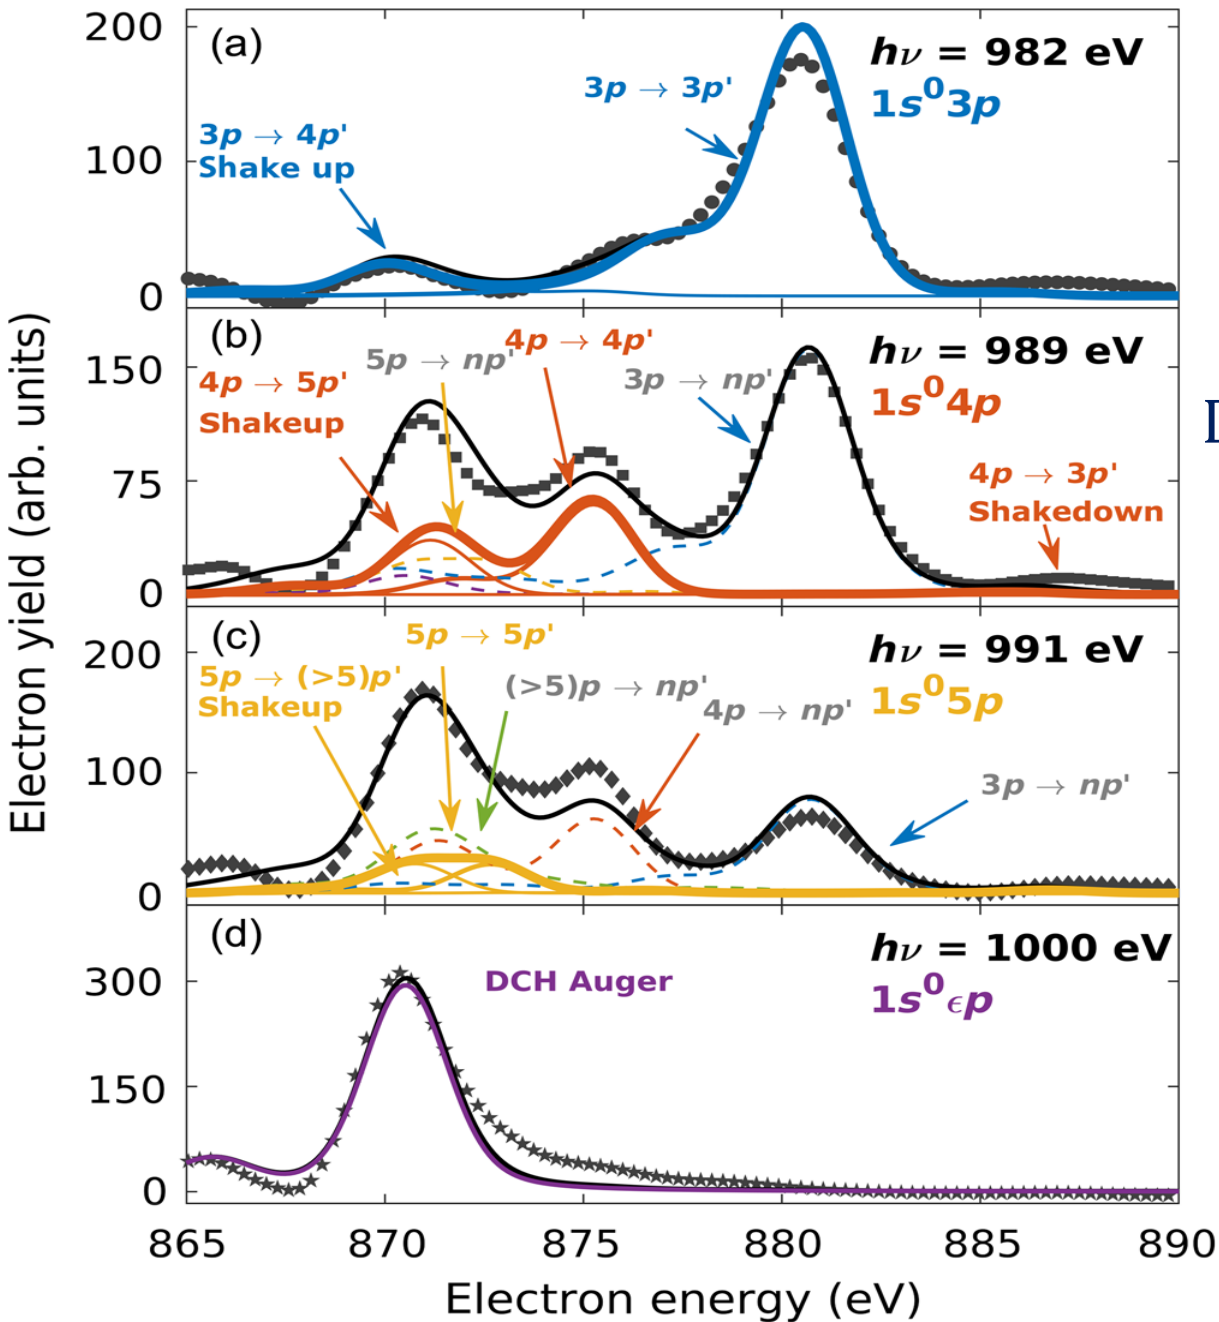 (a)
hν = 982 eV
1s⁰3p
3p → 3p'
3p → 4p'
Shake up
200
100
0
(b)
hν = 989 eV
1s⁰4p
4p → 4p'
5p → np'
3p → np'
4p → 5p'
Shakeup
4p → 3p'
Shakedown
150
75
0
(c)
hν = 991 eV
1s⁰5p
5p → 5p'
5p → (>5)p'
Shakeup
(>5)p → np'
4p → np'
3p → np'
200
100
0
(d)
hν = 1000 eV
1s⁰ϵp
DCH Auger
300
150
0
865 870 875 880 885 890
Electron energy (eV)
Electron yield (arb. units)